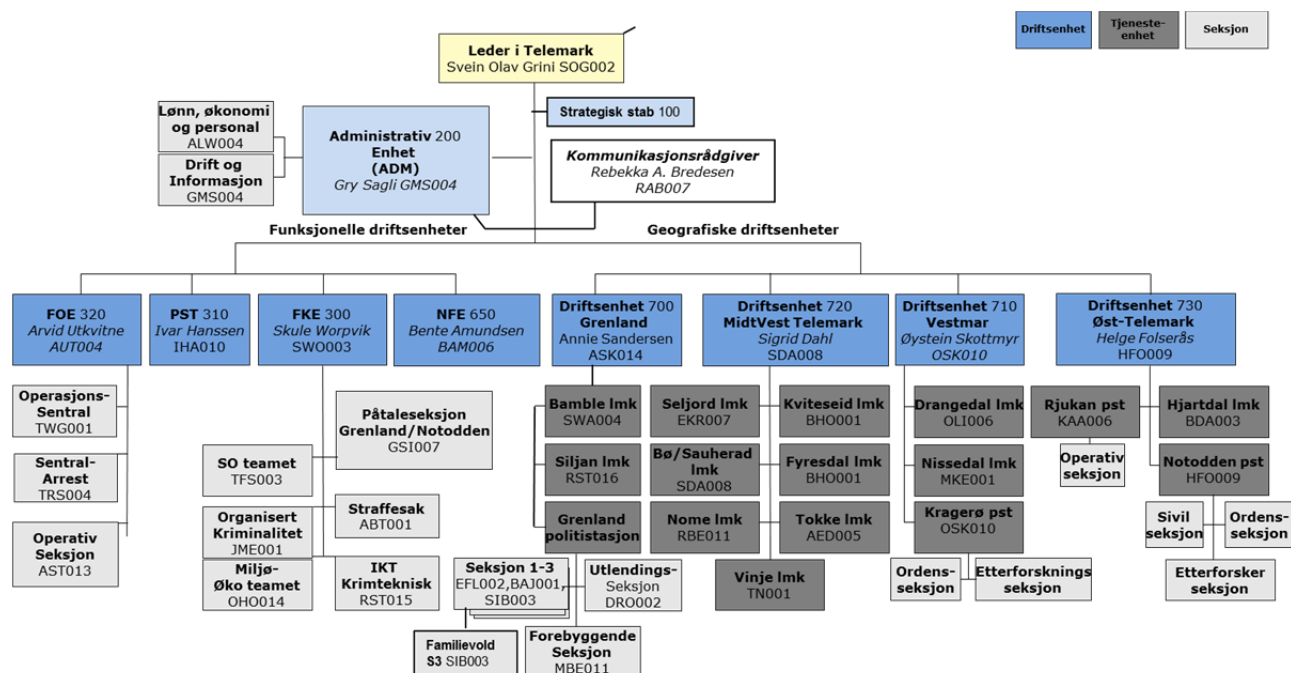 Driftsenhet
Tjeneste-
enhet
Seksjon
Leder i Telemark
Svein Olav Grini SOG002
Strategisk stab 100
Lønn, økonomi
og personal
ALW004
Drift og
Informasjon
GMS004
Administrativ 200
Enhet
(ADM)
Gry Sagli GMS004
Kommunikasjonsrådgiver
Rebekka A. Bredesen
RAB007
Funksjonelle driftsenheter
Geografiske driftsenheter
FOE 320
Arvid Utkvitne
AUT004
PST 310
Ivar Hanssen
IHA010
FKE 300
Skule Worpvik
SWO003
NFE 650
Bente Amundsen
BAM006
Driftsenhet 700
Grenland
Annie Sandersen
ASK014
Driftsenhet 720
MidtVest Telemark
Sigrid Dahl
SDA008
Driftsenhet 710
Vestmar
Øystein Skottmyr
OSK010
Driftsenhet 730
Øst-Telemark
Helge Folserås
HFO009
Operasjons-
Sentral
TWG001
Sentral-
Arrest
TRS004
Operativ
Seksjon
AST013
Påtaleseksjon
Grenland/Notodden
GSI007
SO teamet
TFS003
Straffesak
ABT001
Organisert
Kriminalitet
JME001
Miljø-
Øko teamet
OHO014
IKT
Krimteknisk
RST015
Bamble lmk
SWA004
Siljan lmk
RST016
Grenland
politistasjon
Seksjon 1-3
EFL002,BAJ001,
SIB003
Utlendings-
Seksjon
DRO002
Familievold
S3 SIB003
Forebyggende
Seksjon
MBE011
Seljord lmk
EKR007
Kviteseid lmk
BHO001
Bø/Sauherad
lmk
SDA008
Fyresdal lmk
BHO001
Nome lmk
RBE011
Tokke lmk
AED005
Vinje lmk
TN001
Drangedal lmk
OLI006
Nissedal lmk
MKE001
Kragerø pst
OSK010
Ordens-
seksjon
Etterforsknings
seksjon
Rjukan pst
KAA006
Operativ
seksjon
Hjartdal lmk
BDA003
Notodden pst
HFO009
Sivil
seksjon
Ordens-
seksjon
Etterforsker
seksjon